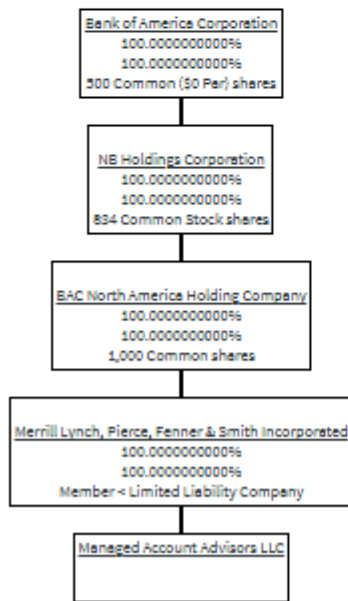 Bank of America Corporation
100.0000000000%
100.0000000000%
500 Common ($0 Par) shares
NB Holdings Corporation
100.0000000000%
100.0000000000%
834 Common Stock shares
BAC North America Holding Company
100.0000000000%
100.0000000000%
1,000 Common shares
Merrill Lynch, Pierce, Fenner & Smith Incorporated
100.0000000000%
100.0000000000%
Member < Limited Liability Company
Managed Account Advisors LLC